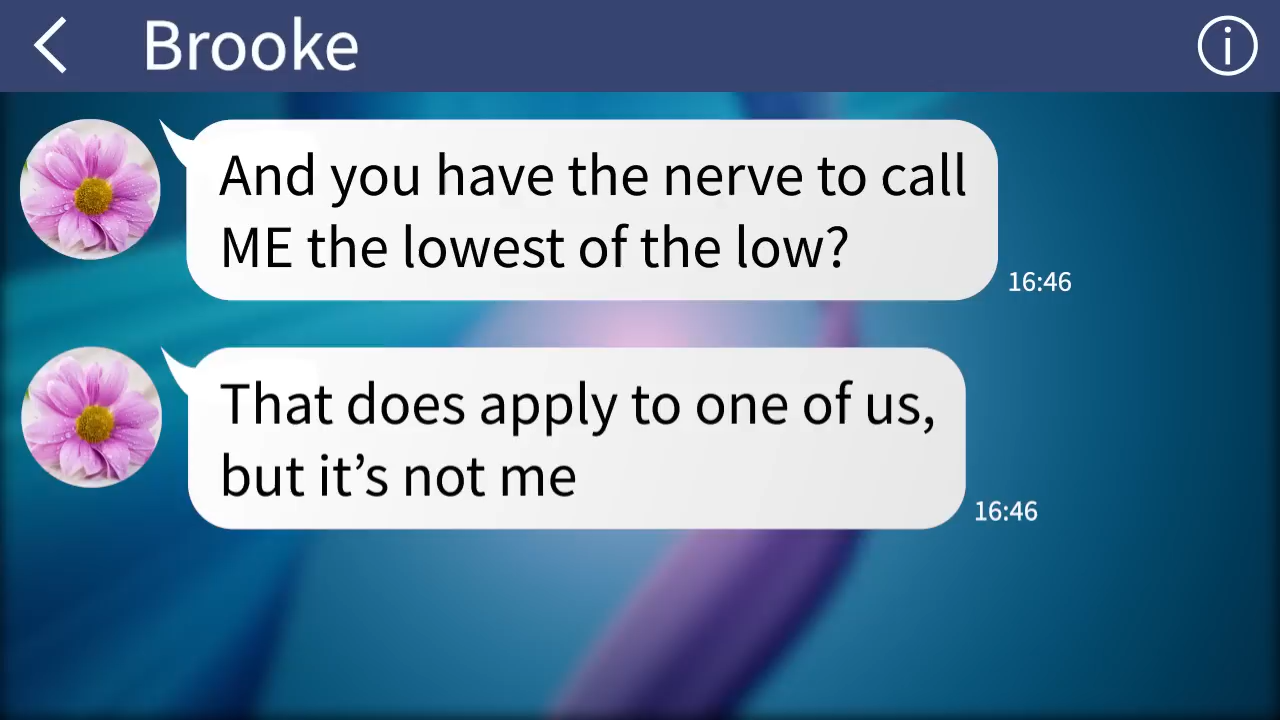 Brooke
And you have the nerve to call
ME the lowest of the low?
16:46
That does apply to one of us,
but it’s not me
16:46